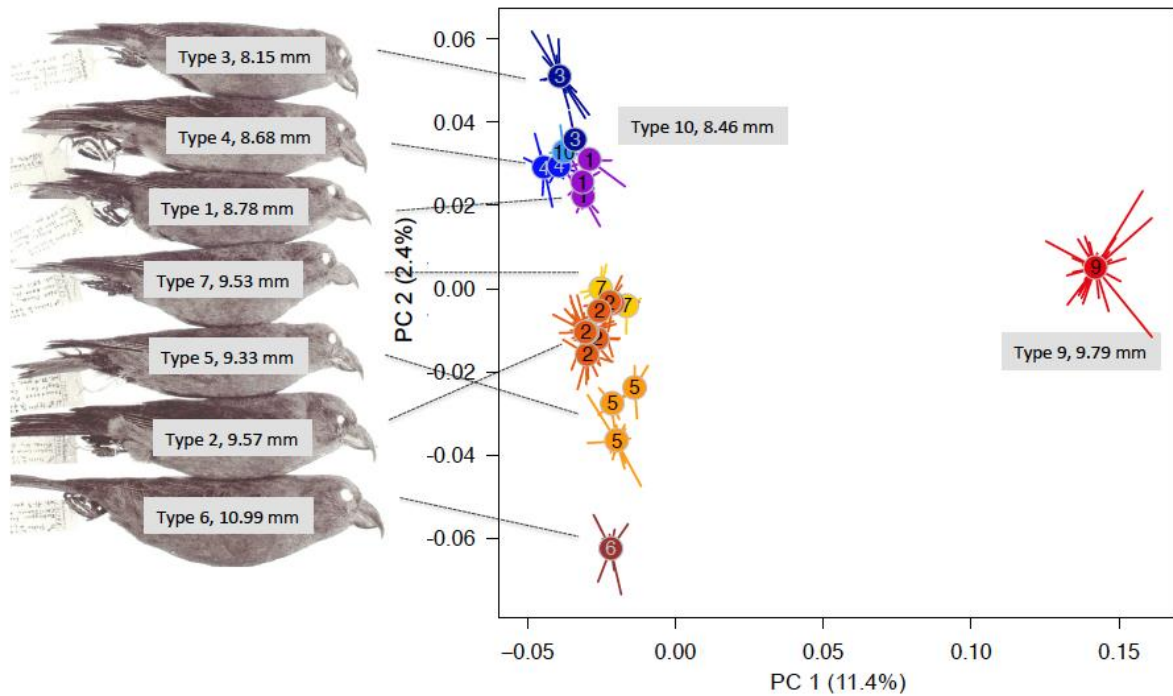 Type 3, 8.15 mm
Type 4, 8.68 mm
Type 1, 8.78 mm
Type 7, 9.53 mm
Type 5, 9.33 mm
Type 2, 9.57 mm
Type 6, 10.99 mm
PC 2 (2.4%)
0.06
0.04
0.02
0.00
-0.02
-0.04
-0.06
3
Type 10, 8.46 mm
3
10
1
4
4
1
1
9
Type 9, 9.79 mm
7
2
7
2
2
2
2
5
5
5
6
−0.05
0.00
0.05
0.10
0.15
PC 1 (11.4%)